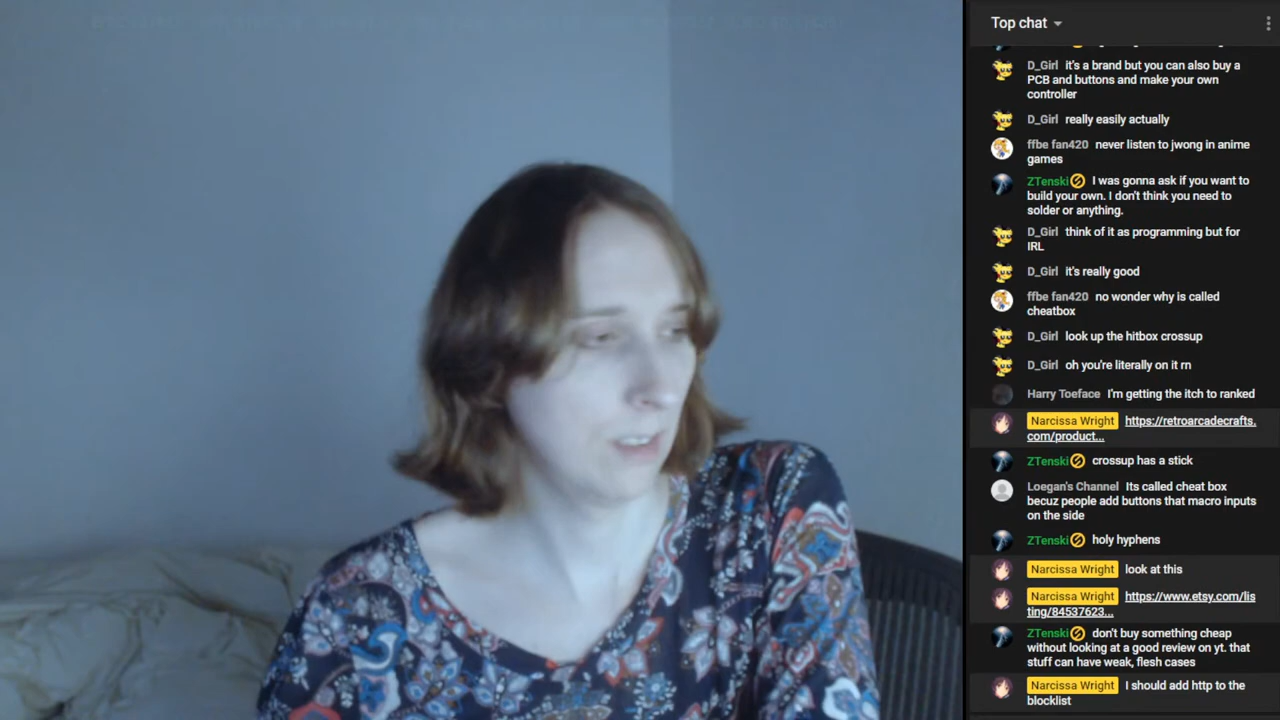 Top chat
D_Girl it's a brand but you can also buy a
PCB and buttons and make your own
controller
D_Girl really easily actually
ffbe fan420 never listen to jwong in anime
games
ZTenski I was gonna ask if you want to
build your own. I don't think you need to
solder or anything.
D_Girl think of it as programming but for
IRL
D_Girl it's really good
ffbe fan420 no wonder why is called
cheatbox
D_Girl look up the hitbox crossup
D_Girl oh you're literally on it rn
Harry Toeface I'm getting the itch to ranked
Narcissa Wright https://retroarcadecrafts.
com/product...
ZTenski crossup has a stick
Loegan's Channel Its called cheat box
becuz people add buttons that macro inputs
on the side
ZTenski holy hyphens
Narcissa Wright look at this
Narcissa Wright https://www.etsy.com/lis
ting/84537623...
ZTenski don't buy something cheap
without looking at a good review on yt. that
stuff can have weak, flesh cases
Narcissa Wright I should add http to the
blocklist